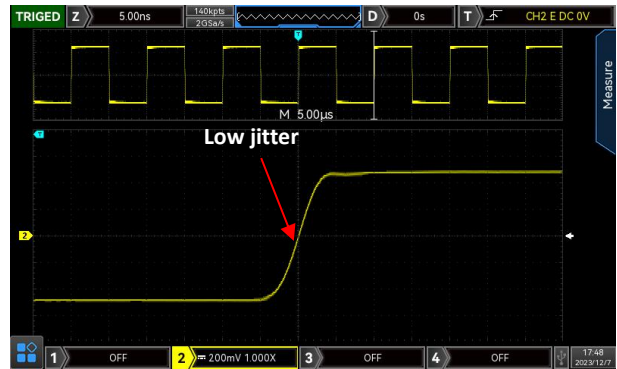 TRIGED Z 5.00ns 140kpts D 0s T CH2 E DC 0V
2GSa/s
T
Measure
M 5.00µs
T
Low jitter
2
1 OFF 2 200mV 1.000X 3 OFF 4 OFF 17:48
2023/12/7